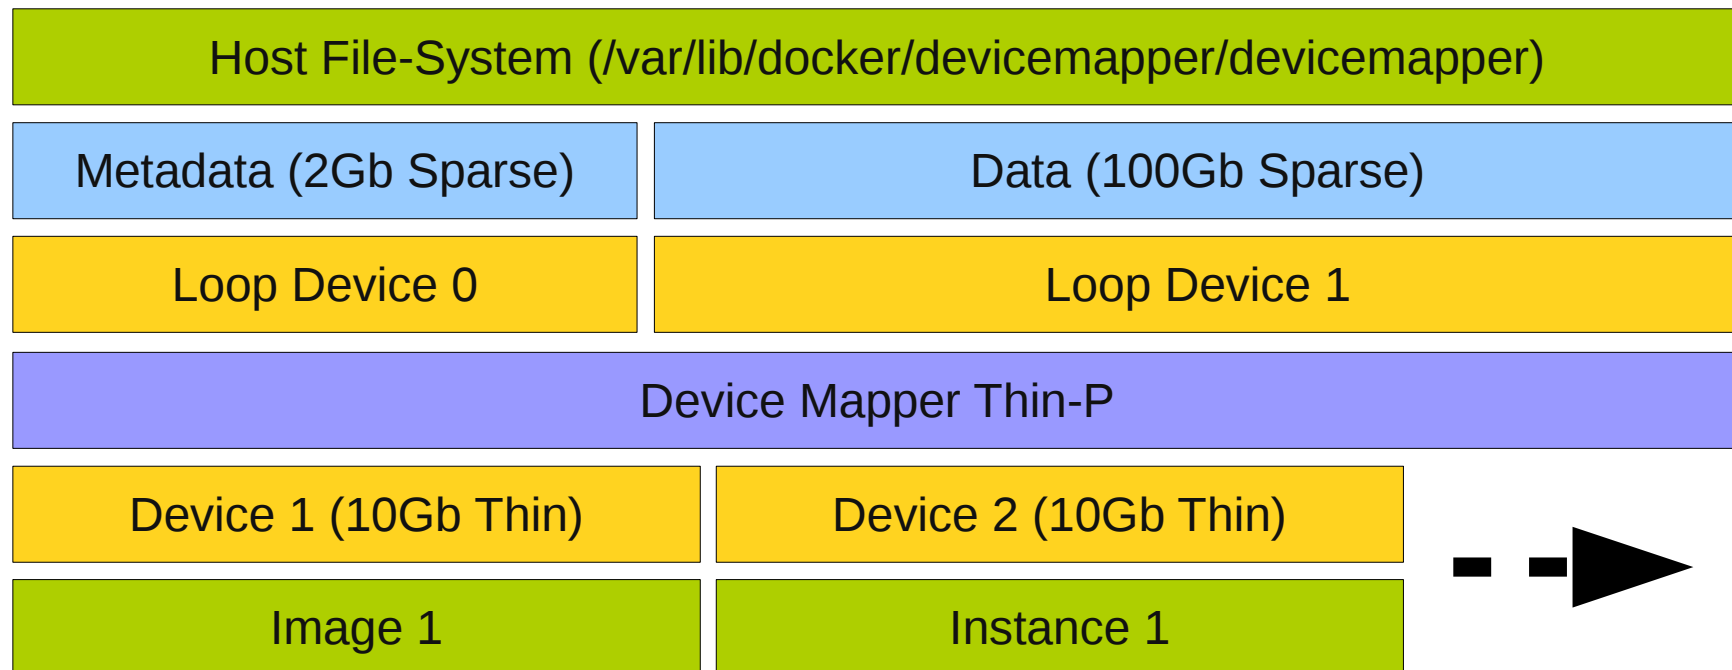 Host File-System (/var/lib/docker/devicemapper/devicemapper)
Metadata (2Gb Sparse)
Data (100Gb Sparse)
Loop Device 0
Loop Device 1
Device Mapper Thin-P
Device 1 (10Gb Thin)
Device 2 (10Gb Thin)
Image 1
Instance 1